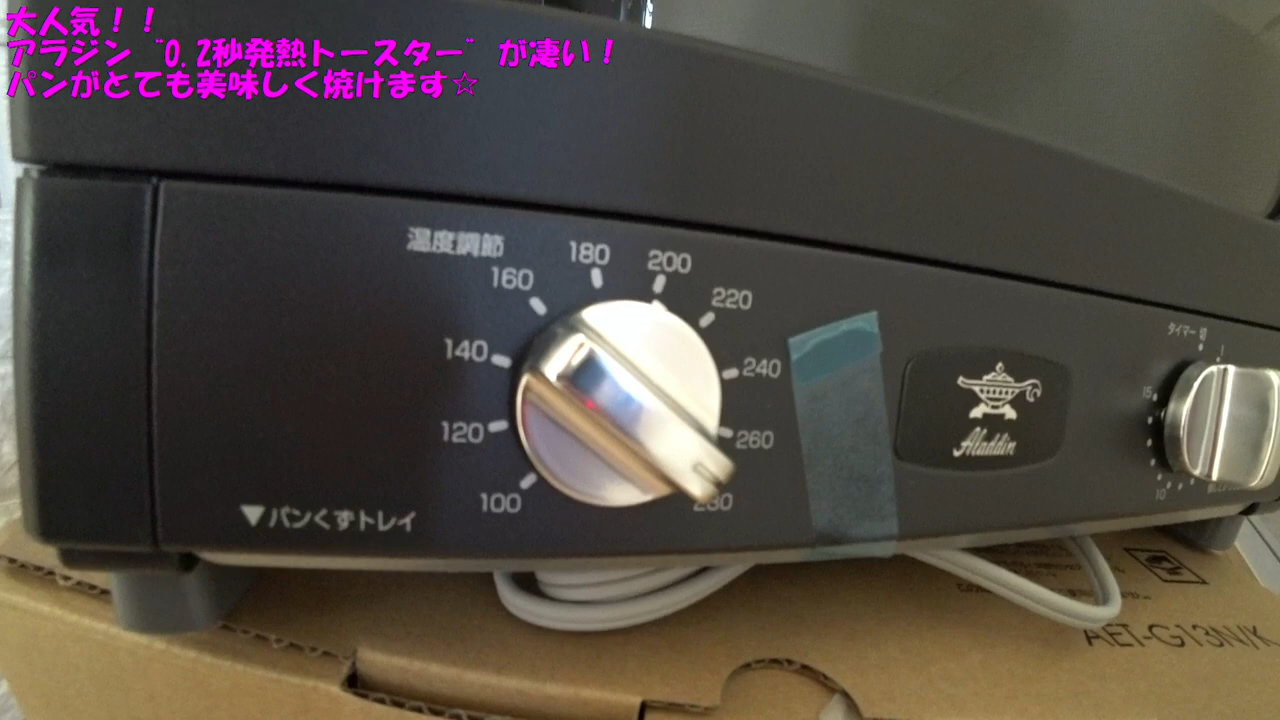 大人気！！
アラジン゛0.2秒発熱トースター゛が凄い！
パンがとても美味しく焼けます☆
温度調節
100
120
140
160
180
200
220
240
260
280
▼パンくずトレイ
Aladdin
タイマー 切
1
15
10
AET-G13N/K